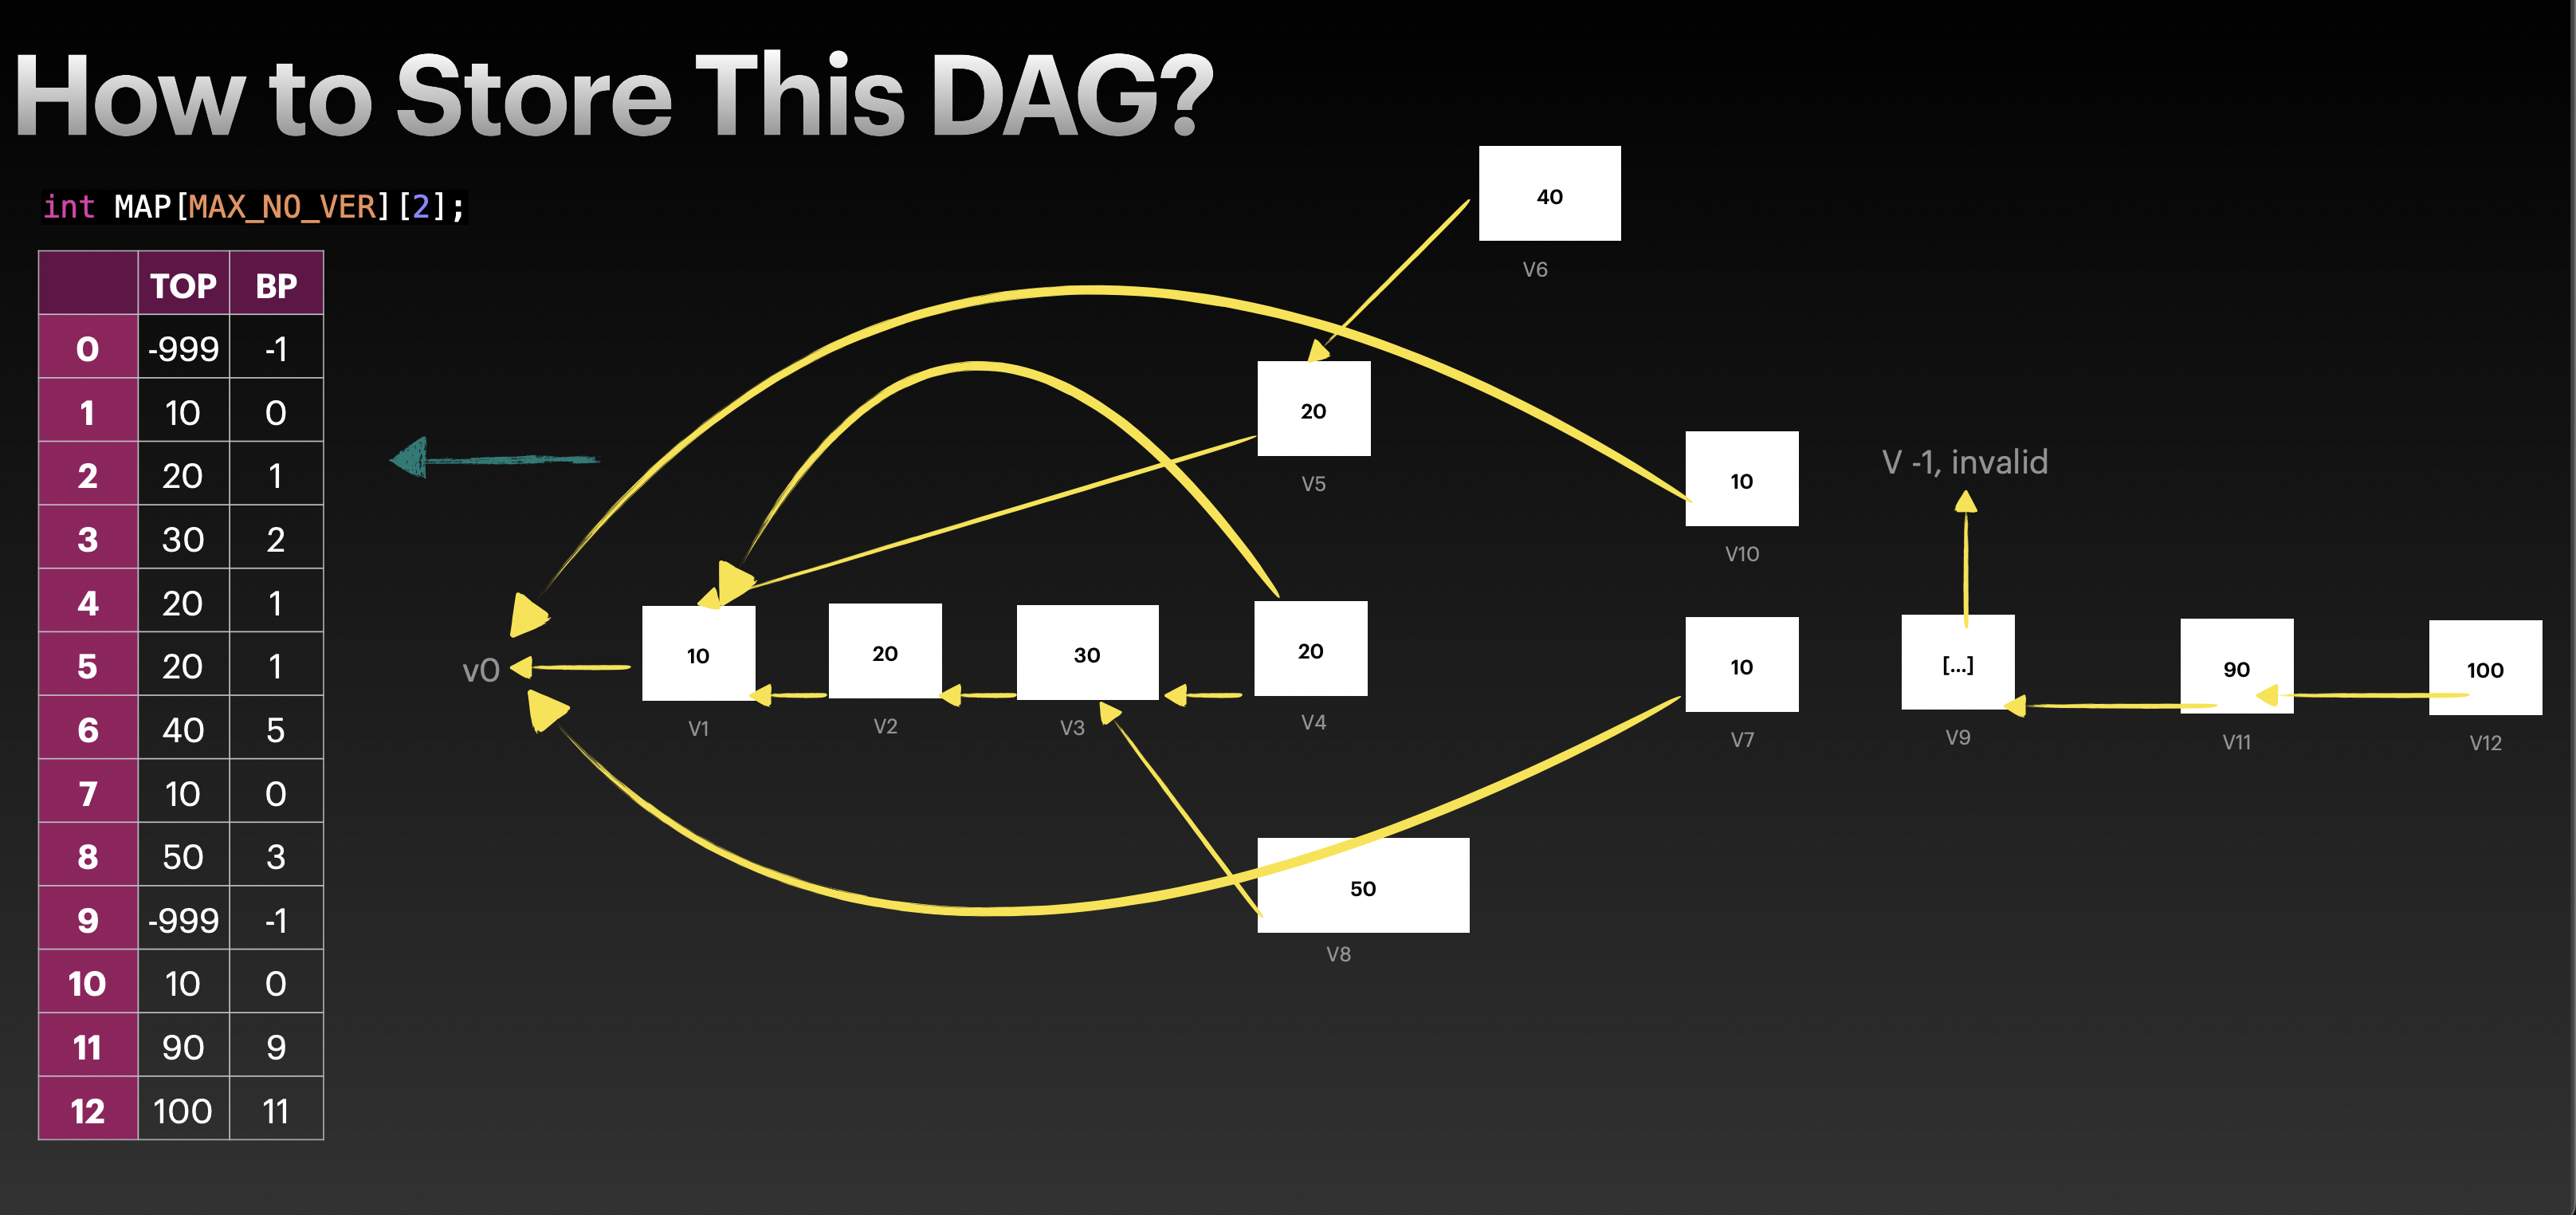 How to Store This DAG?
int MAP[MAX_NO_VER][2];
TOP BP
0 -999 -1
1 10 0
2 20 1
3 30 2
4 20 1
5 20 1
6 40 5
7 10 0
8 50 3
9 -999 -1
10 10 0
11 90 9
12 100 11
40
V6
20
V5
10
V10
V -1, invalid
v0
10
V1
20
V2
30
V3
20
V4
10
V7
[...]
V9
90
V11
100
V12
50
V8